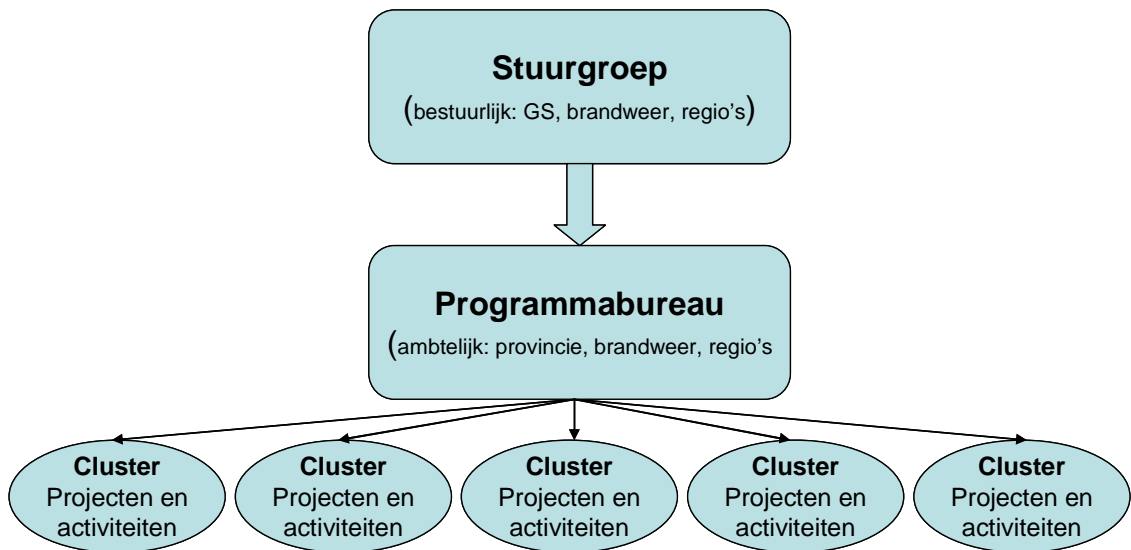 Stuurgroep
(bestuurlijk: GS, brandweer, regio's)
Programmabureau
(ambtelijk: provincie, brandweer, regio's
Cluster
Projecten en
activiteiten
Cluster
Projecten en
activiteiten
Cluster
Projecten en
activiteiten
Cluster
Projecten en
activiteiten
Cluster
Projecten en
activiteiten